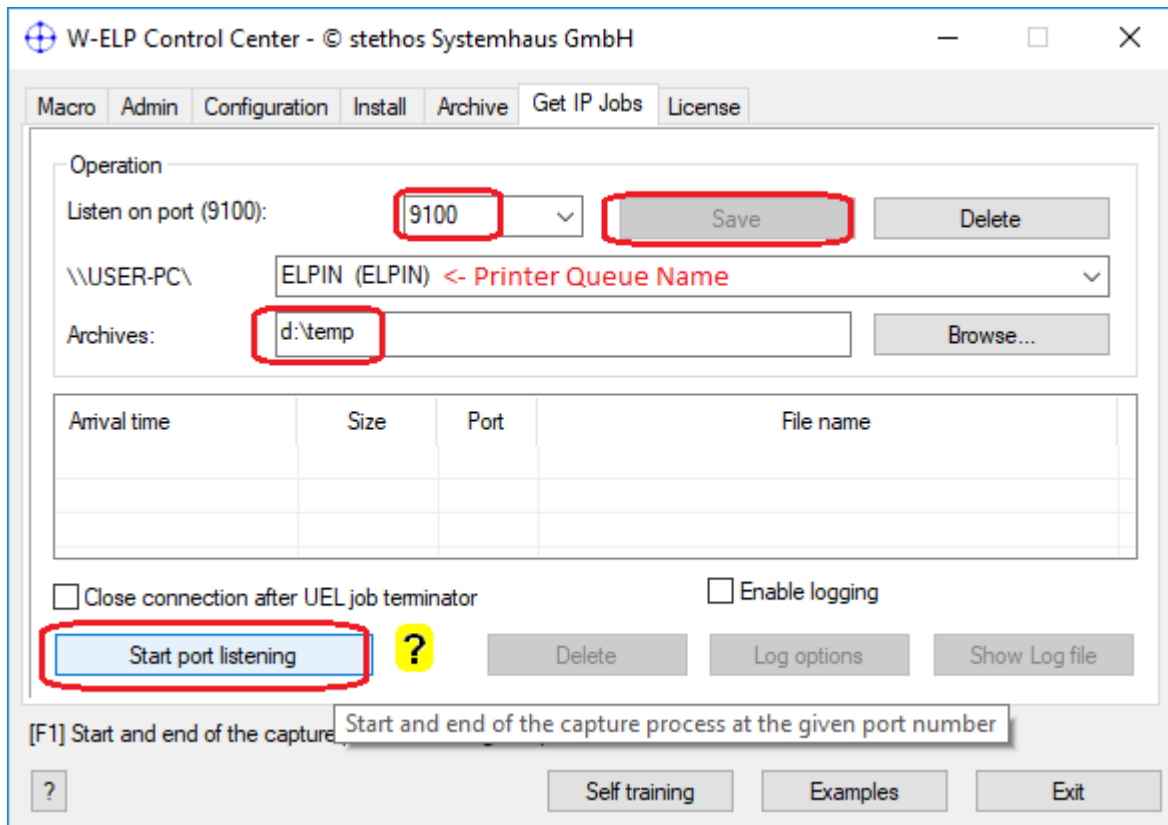 W-ELP Control Center - © stethos Systemhaus GmbH
Macro Admin Configuration Install Archive Get IP Jobs License
Operation
Listen on port (9100): 9100 Save Delete
\\USER-PC\ ELPIN (ELPIN) <- Printer Queue Name
Archives: d:\temp Browse...
Arrival time Size Port File name
Close connection after UEL job terminator Enable logging
Start port listening ? Delete Log options Show Log file
Start and end of the capture process at the given port number
[F1] Start and end of the capture
? Self training Examples Exit